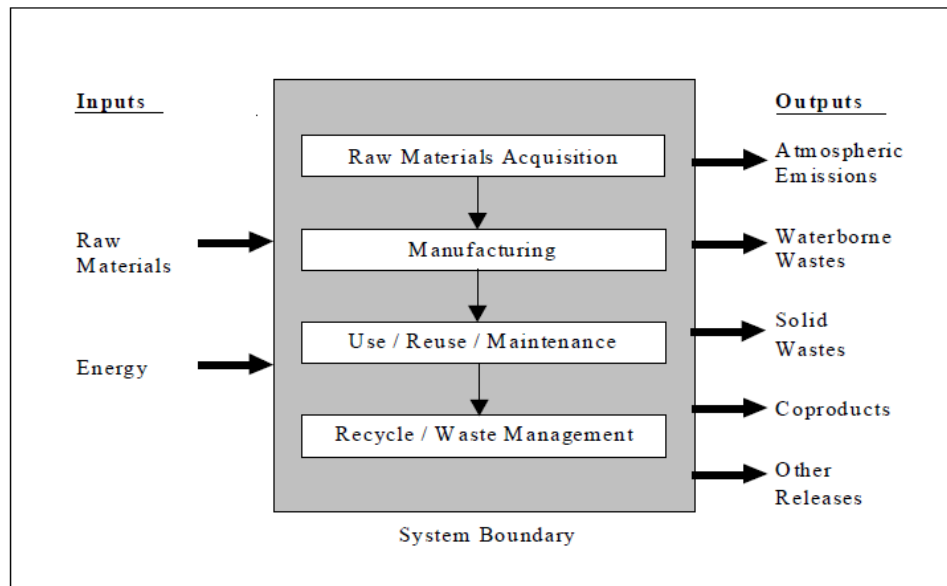 Inputs
Outputs
Raw Materials Acquisition
Atmospheric
Emissions
Raw
Materials
Manufacturing
Waterborne
Wastes
Use / Reuse / Maintenance
Solid
Wastes
Energy
Coproducts
Recycle / Waste Management
Other
Releases
System Boundary